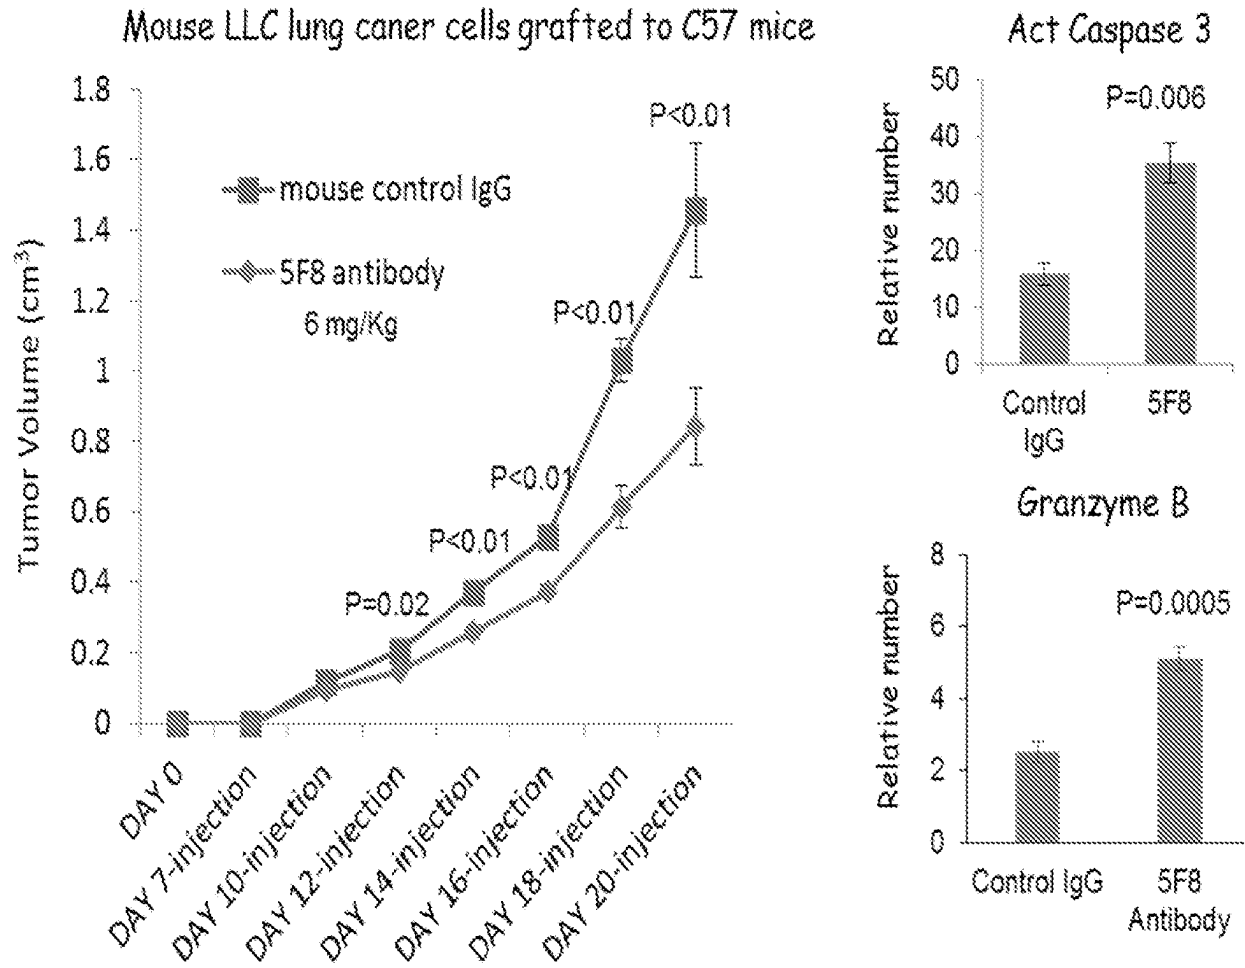 Mouse LLC lung caner cells grafted to C57 mice
Tumor Volume (cm³)
1.8
1.6
1.4
1.2
1
0.8
0.6
0.4
0.2
0
mouse control IgG
5F8 antibody
6 mg/Kg
P=0.02
P<0.01
P<0.01
P<0.01
P<0.01
DAY 0
DAY 7-injection
DAY 10-injection
DAY 12-injection
DAY 14-injection
DAY 16-injection
DAY 18-injection
DAY 20-injection
Act Caspase 3
Relative number
50
40
30
20
10
0
P=0.006
Control
IgG
5F8
Granzyme B
Relative number
8
6
4
2
0
P=0.0005
Control IgG
5F8
Antibody